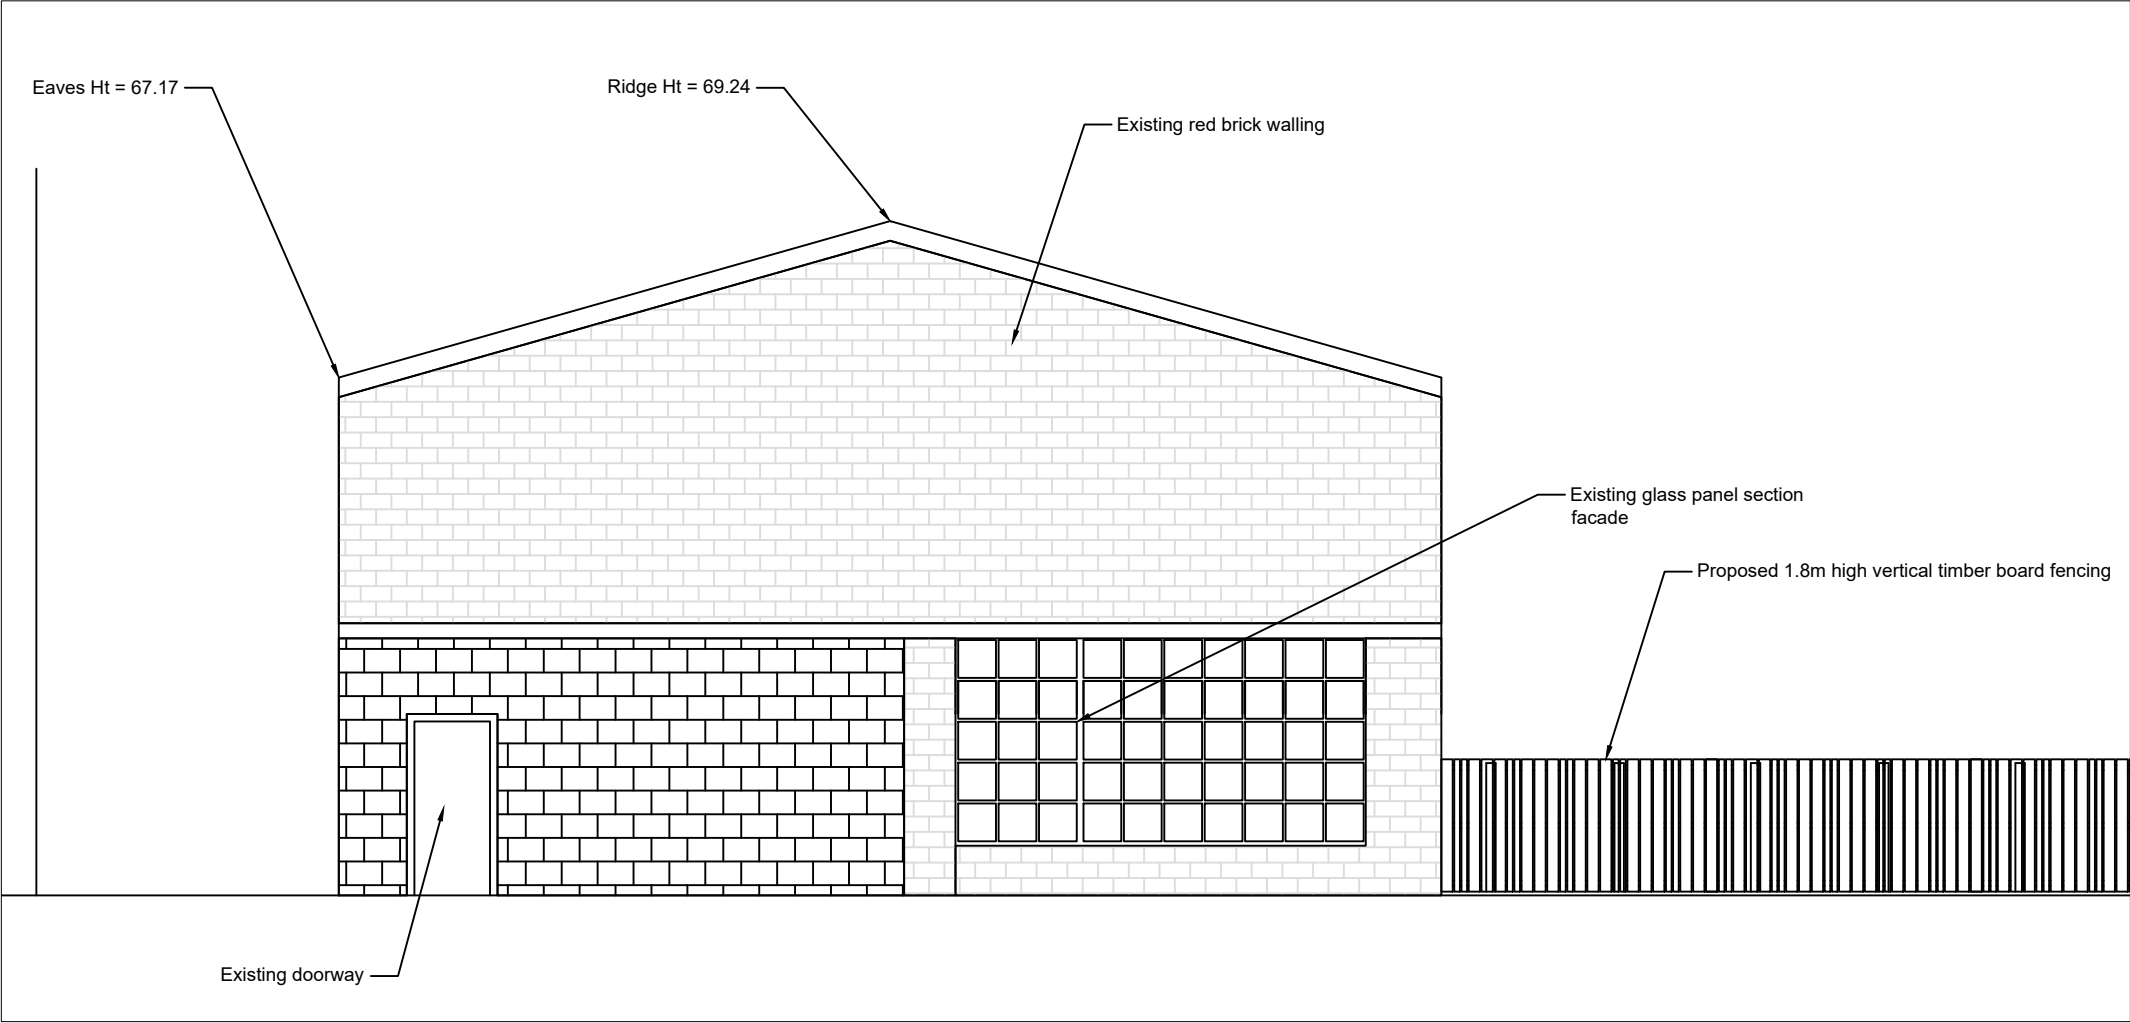 Eaves Ht = 67.17
Ridge Ht = 69.24
Existing red brick walling
Existing glass panel section
facade
Proposed 1.8m high vertical timber board fencing
Existing doorway